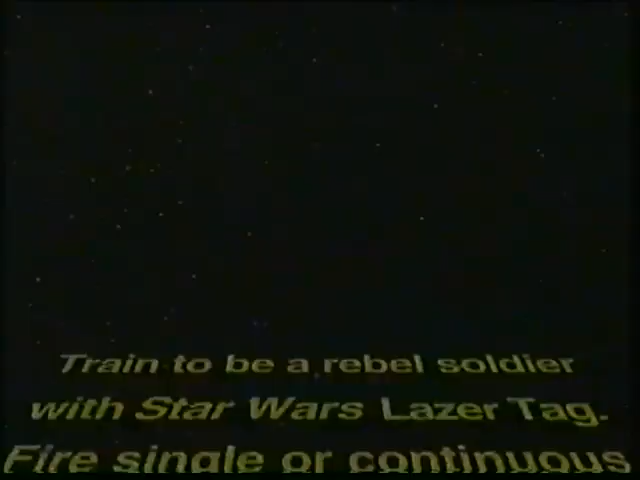 Train to be a rebel soldier
with Star Wars Lazer Tag.
Fire single or continuous